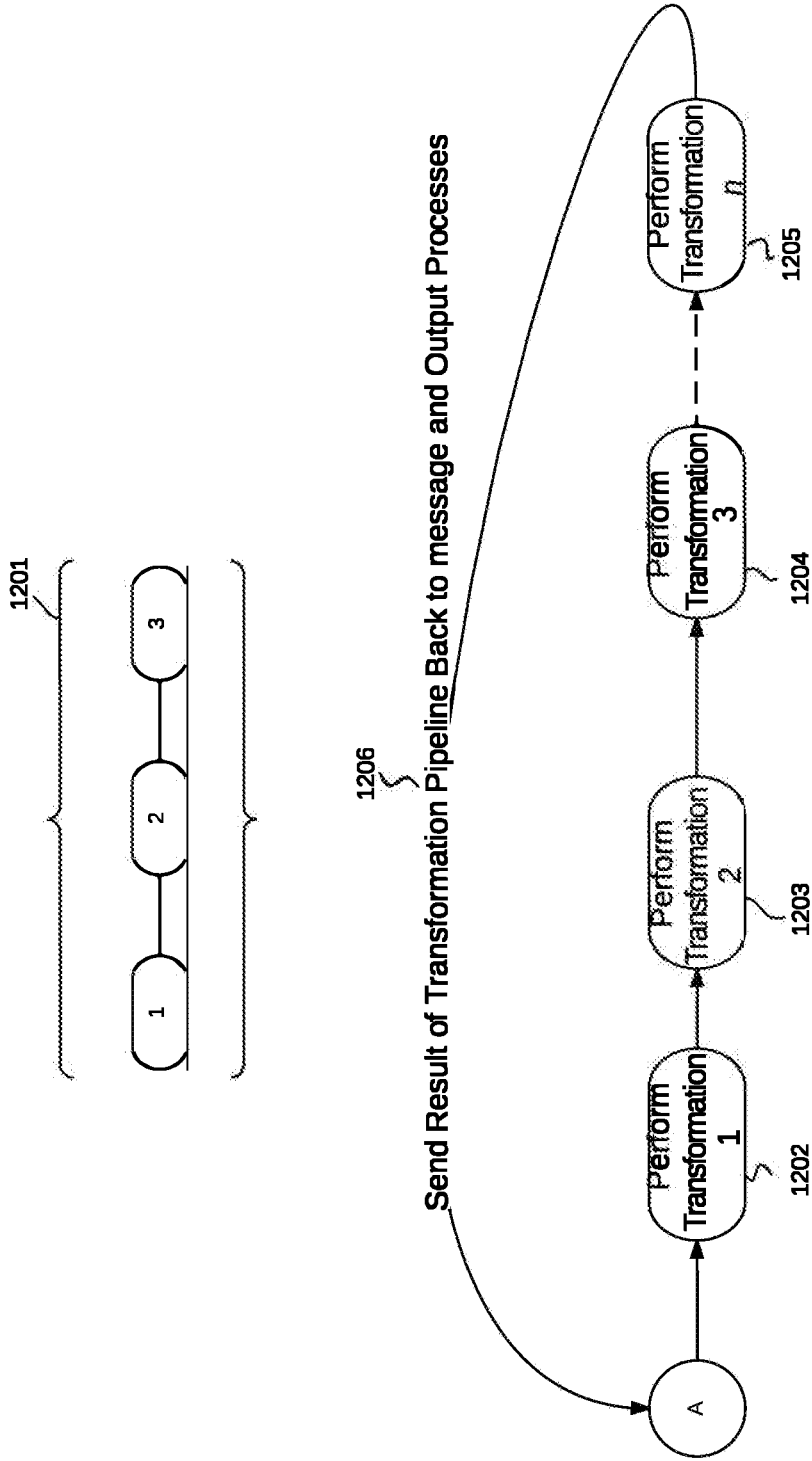 1201
1
2
3
1206
Send Result of Transformation Pipeline Back to message and Output Processes
A
Perform
Transformation
1
1202
Perform
Transformation
2
1203
Perform
Transformation
3
1204
Perform
Transformation
n
1205